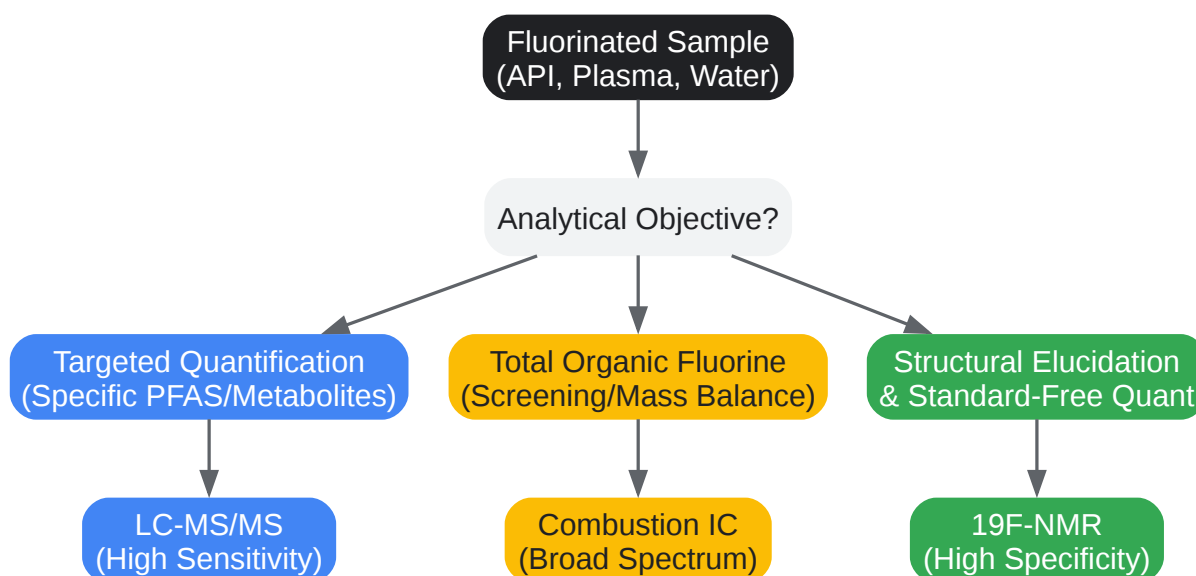 Fluorinated Sample
(API, Plasma, Water)
Analytical Objective?
Targeted Quantification
(Specific PFAS/Metabolites)
Total Organic Fluorine
(Screening/Mass Balance)
Structural Elucidation
& Standard-Free Quant
LC-MS/MS
(High Sensitivity)
Combustion IC
(Broad Spectrum)
19F-NMR
(High Specificity)